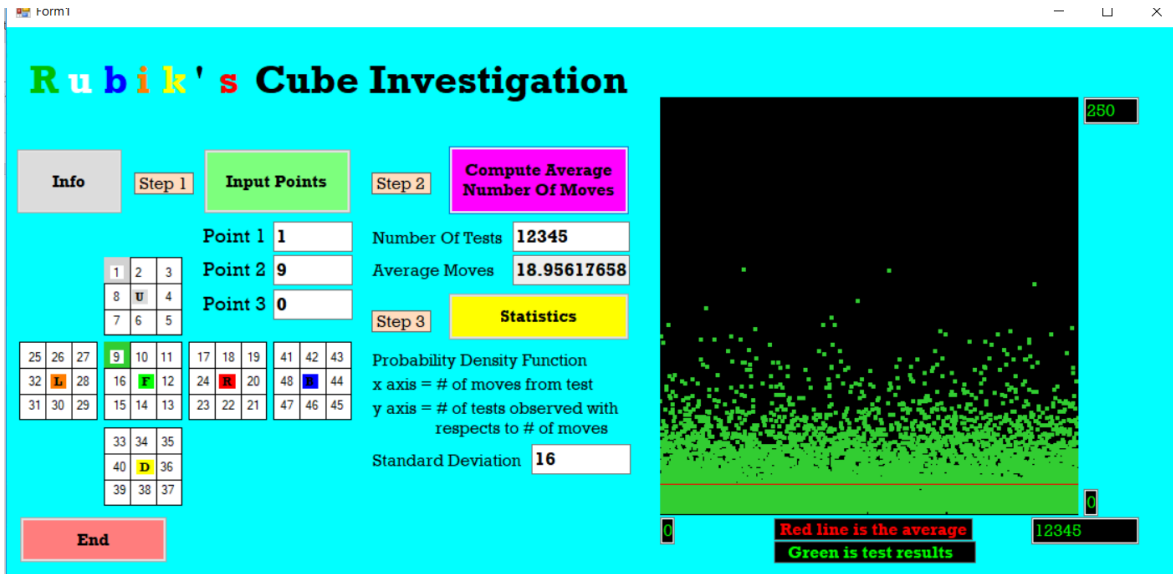 Form1
Rubik's Cube Investigation
Info
Step 1
Input Points
Step 2
Compute Average
Number Of Moves
Point 1 1
Point 2 9
Point 3 0
Number Of Tests 12345
Average Moves 18.95617658
Step 3
Statistics
Probability Density Function
x axis = # of moves from test
y axis = # of tests observed with
respects to # of moves
Standard Deviation 16
1 2 3
8 U 4
7 6 5
25 26 27 9 10 11 17 18 19 41 42 43
32 L 28 16 F 12 24 R 20 48 B 44
31 30 29 15 14 13 23 22 21 47 46 45
33 34 35
40 D 36
39 38 37
End
250
0
0
12345
Red line is the average
Green is test results